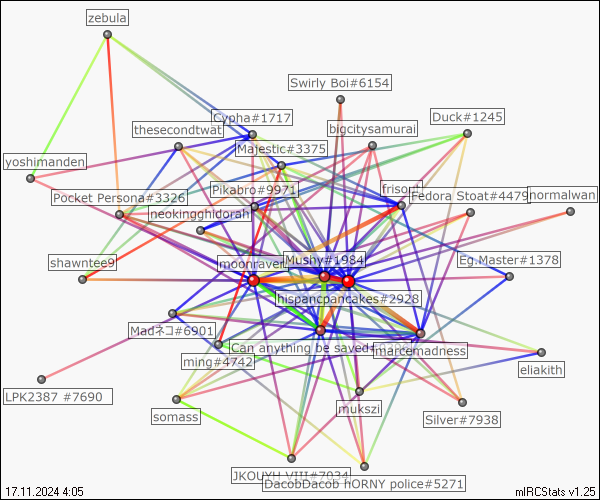 zebula
Swirly Boi#6154
Cypha#1717
Duck#1245
thesecondtwat
bigcitysamurai
Majestic#3375
yoshimanden
Pikabro#9971
frisort
Pocket Persona#3326
Fedora Stoat#4479
normalwan
neokingghidorah
shawntee9
moonraven
Mushy#1984
Eg.Master#1378
hispancpancakes#2928
Madネコ#6901
Can anything be saved
marcemadness
ming#4742
eliakith
LPK2387 #7690
mukszi
somass
Silver#7938
JKOUYH VIII#7034
DacobDacob hORNY police#5271
17.11.2024 4:05
mIRCStats v1.25